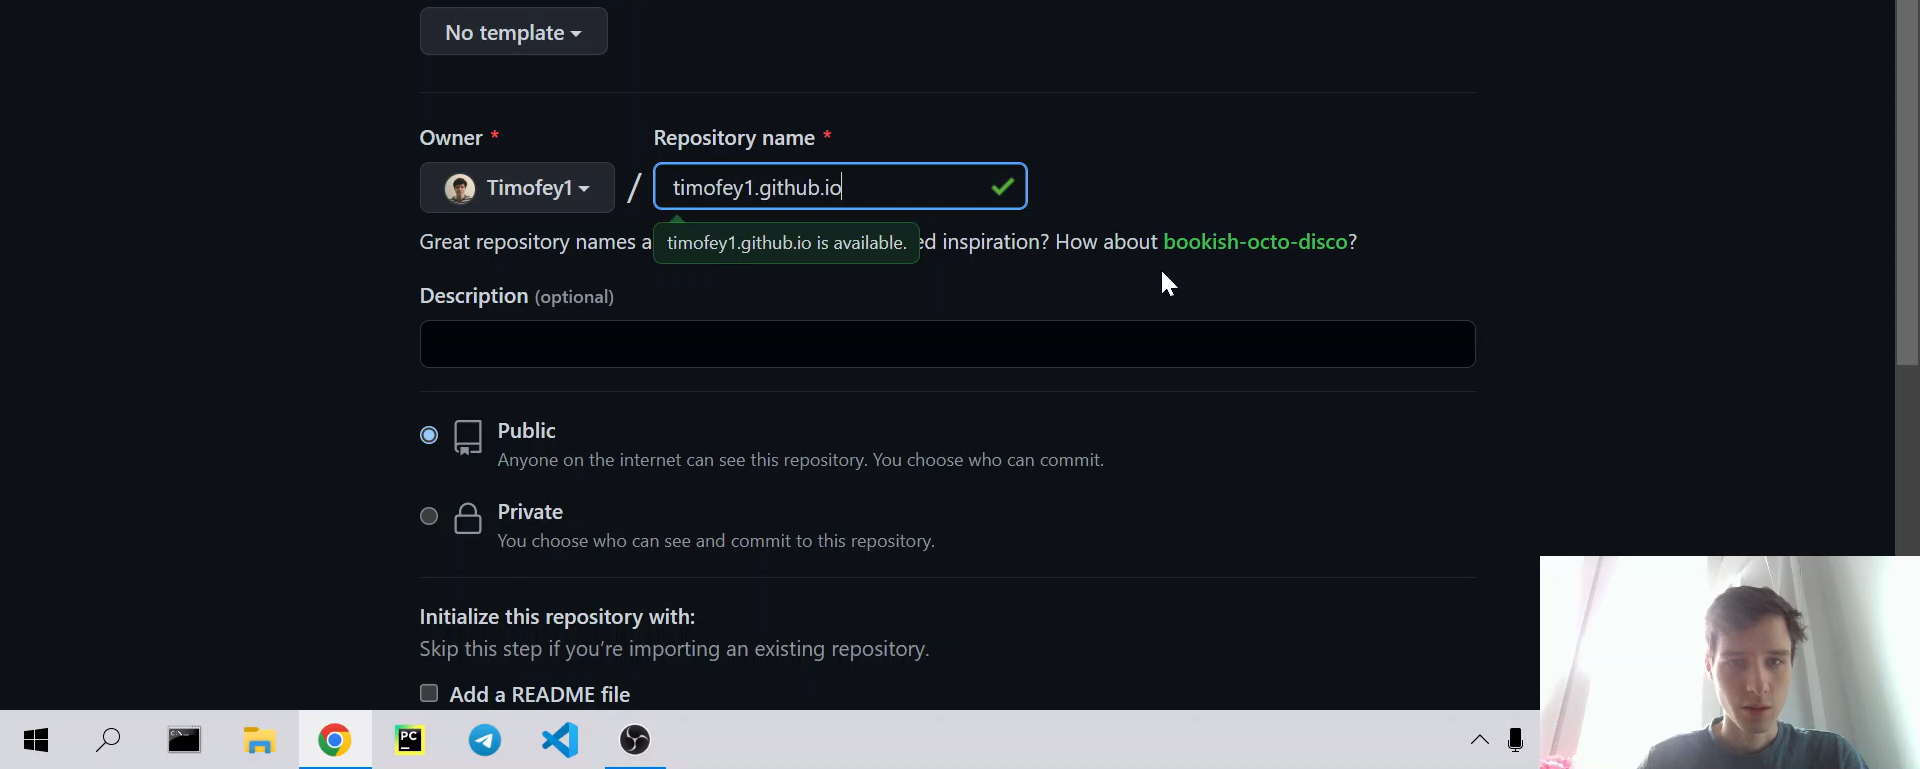 No template
Owner *
Repository name *
Timofey1
/
timofey1.github.io
Great repository names a
timofey1.github.io is available.
ed inspiration? How about bookish-octo-disco?
Description (optional)
Public
Anyone on the internet can see this repository. You choose who can commit.
Private
You choose who can see and commit to this repository.
Initialize this repository with:
Skip this step if you're importing an existing repository.
Add a README file
PC